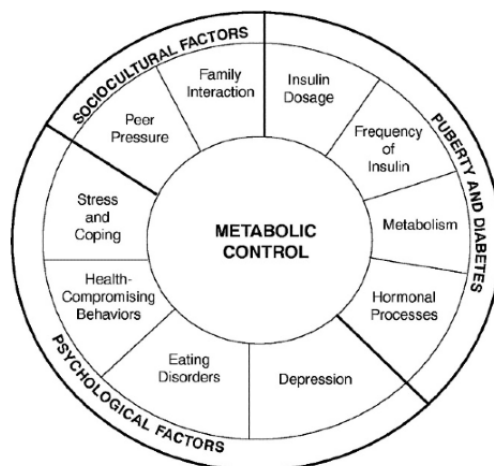 SOCIOCULTURAL FACTORS
Family
Interaction
Peer
Pressure
PUBERTY AND DIABETES
Insulin
Dosage
Frequency
of
Insulin
Metabolism
Hormonal
Processes
PSYCHOLOGICAL FACTORS
Stress
and
Coping
Health-
Compromising
Behaviors
Eating
Disorders
Depression
METABOLIC
CONTROL